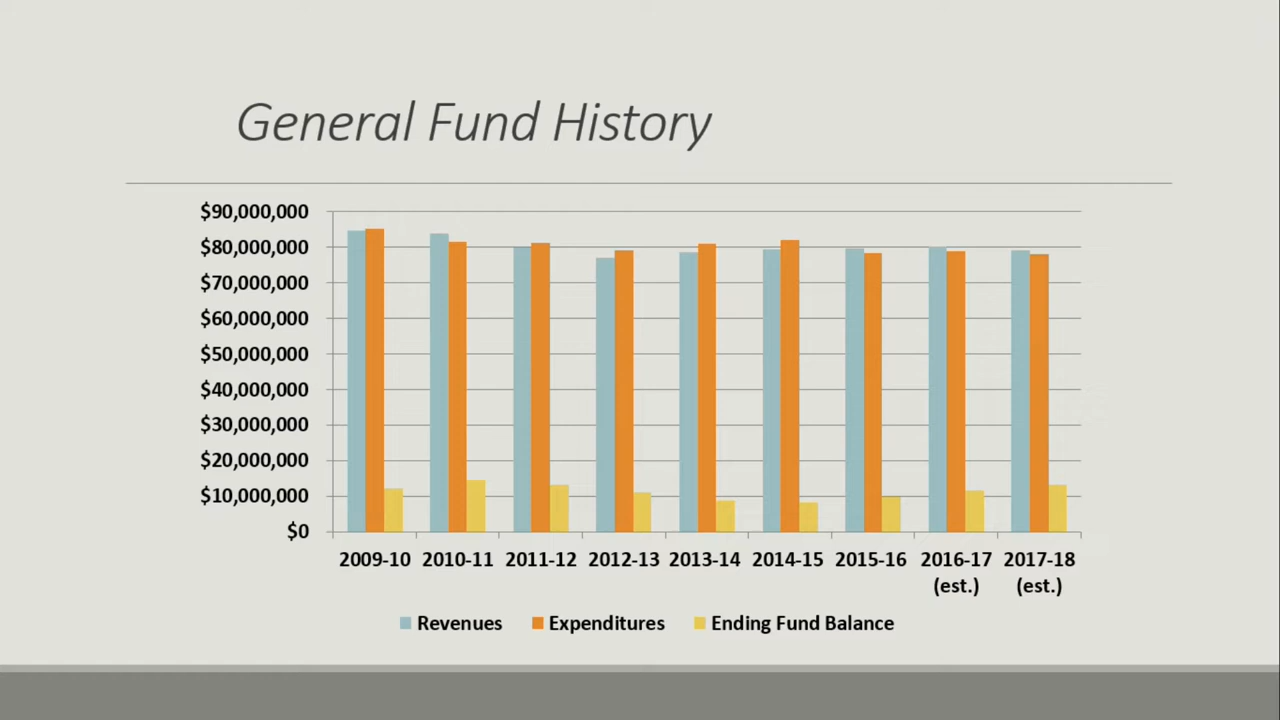 General Fund History
$90,000,000
$80,000,000
$70,000,000
$60,000,000
$50,000,000
$40,000,000
$30,000,000
$20,000,000
$10,000,000
$0
2009-10 2010-11 2011-12 2012-13 2013-14 2014-15 2015-16 2016-17 2017-18
(est.) (est.)
Revenues Expenditures Ending Fund Balance